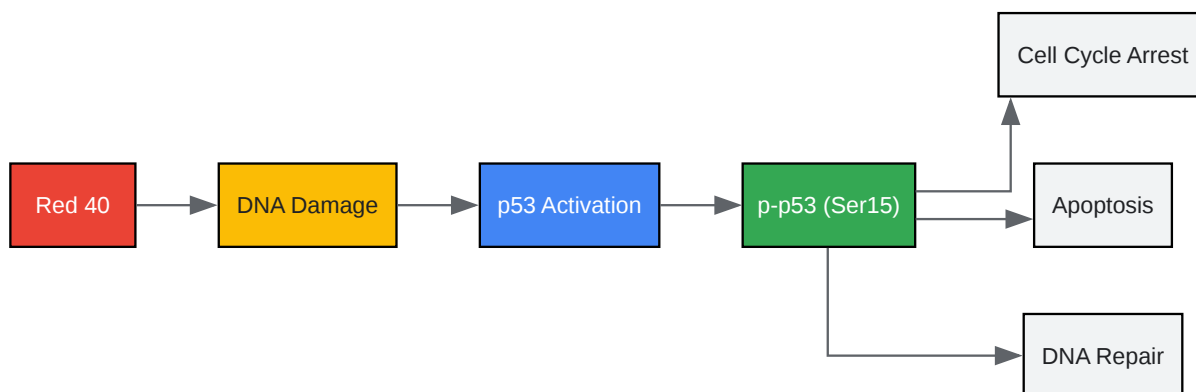 Red 40
DNA Damage
p53 Activation
p-p53 (Ser15)
Cell Cycle Arrest
Apoptosis
DNA Repair